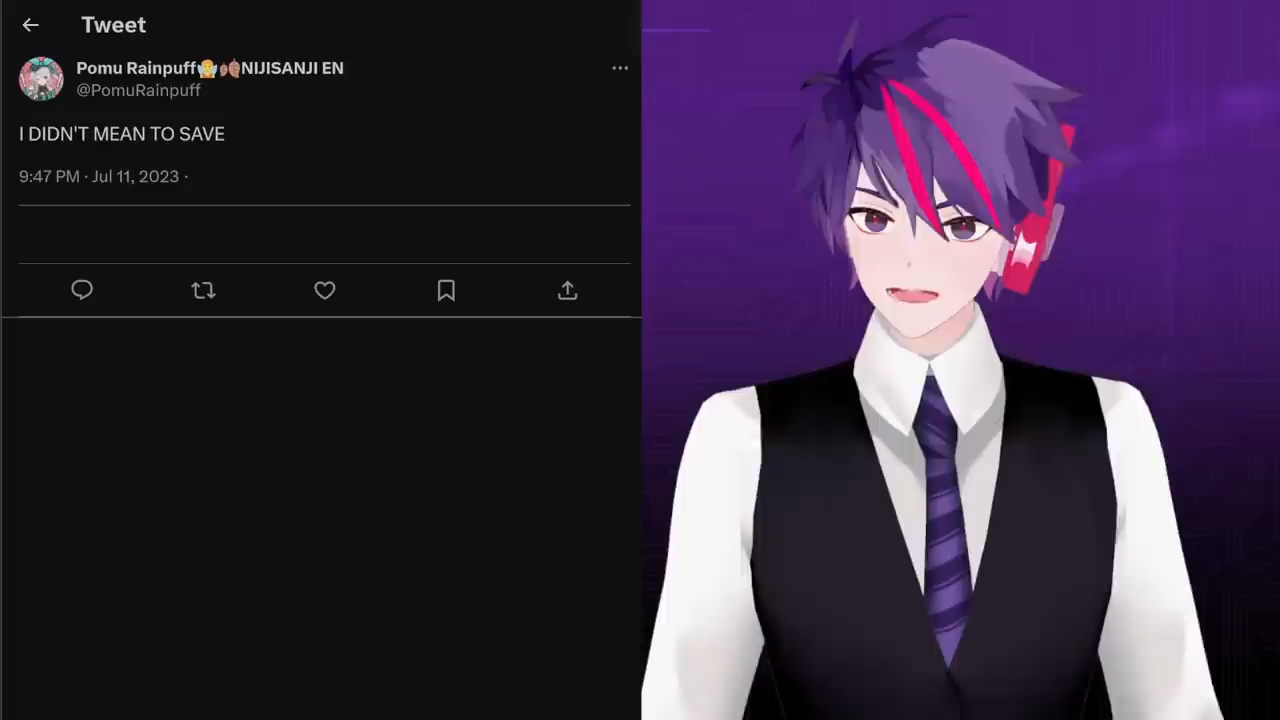 Tweet
Pomu Rainpuff🧚🍂NIJISANJI EN
@PomuRainpuff
I DIDN'T MEAN TO SAVE
9:47 PM · Jul 11, 2023 ·